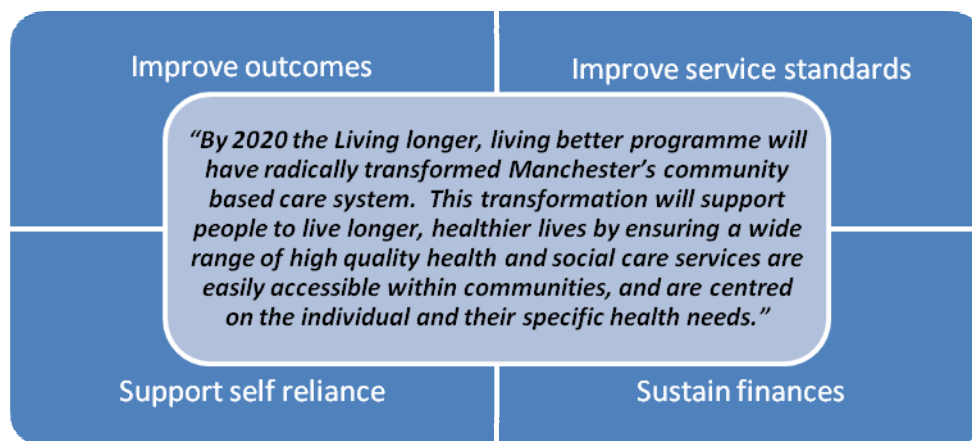 Improve outcomes
Improve service standards
“By 2020 the Living longer, living better programme will
have radically transformed Manchester’s community
based care system.  This transformation will support
people to live longer, healthier lives by ensuring a wide
range of high quality health and social care services are
easily accessible within communities, and are centred
on the individual and their specific health needs.”
Support self reliance
Sustain finances